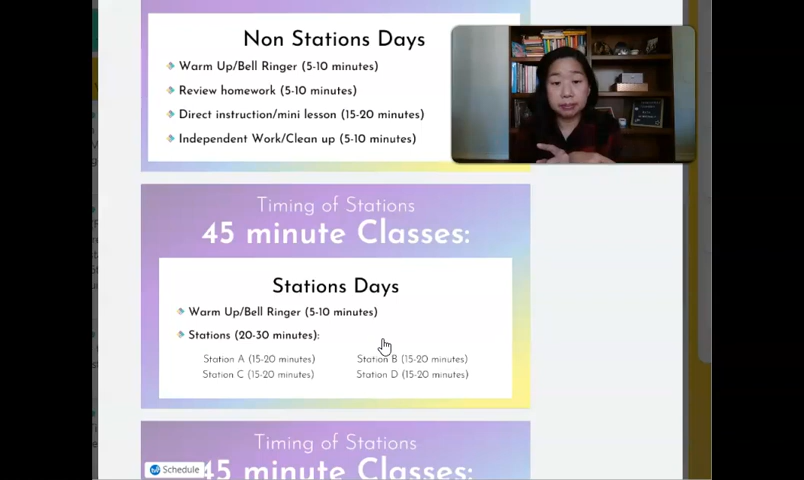 Non Stations Days
Warm Up/Bell Ringer (5-10 minutes)
Review homework (5-10 minutes)
Direct instruction/mini lesson (15-20 minutes)
Independent Work/Clean up (5-10 minutes)
Timing of Stations
45 minute Classes:
Stations Days
Warm Up/Bell Ringer (5-10 minutes)
Stations (20-30 minutes):
Station A (15-20 minutes) Station B (15-20 minutes)
Station C (15-20 minutes) Station D (15-20 minutes)
Timing of Stations
45 minute Classes:
Schedule